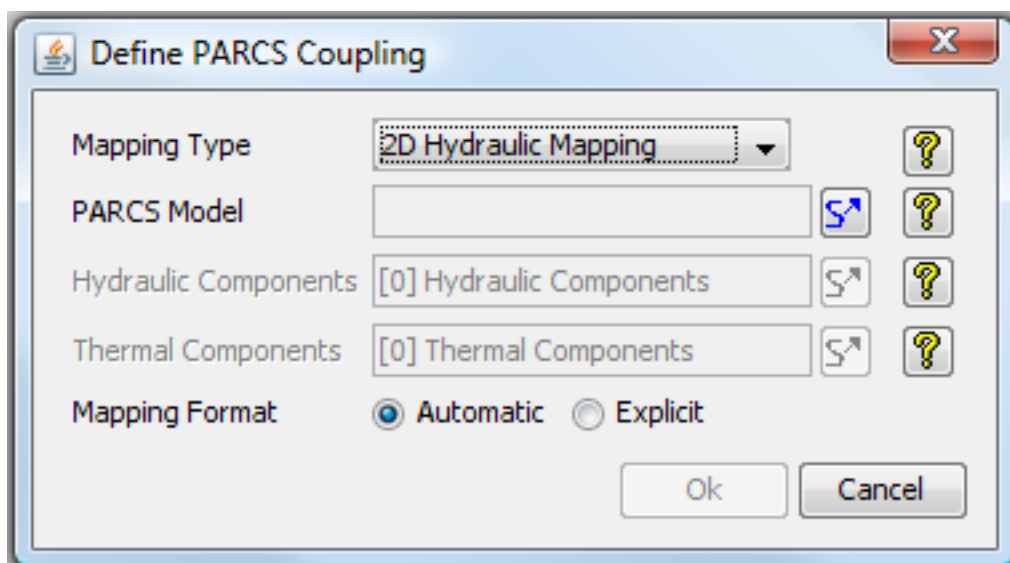 Define PARCS Coupling
Mapping Type 2D Hydraulic Mapping
PARCS Model
Hydraulic Components [0] Hydraulic Components
Thermal Components [0] Thermal Components
Mapping Format Automatic Explicit
Ok Cancel